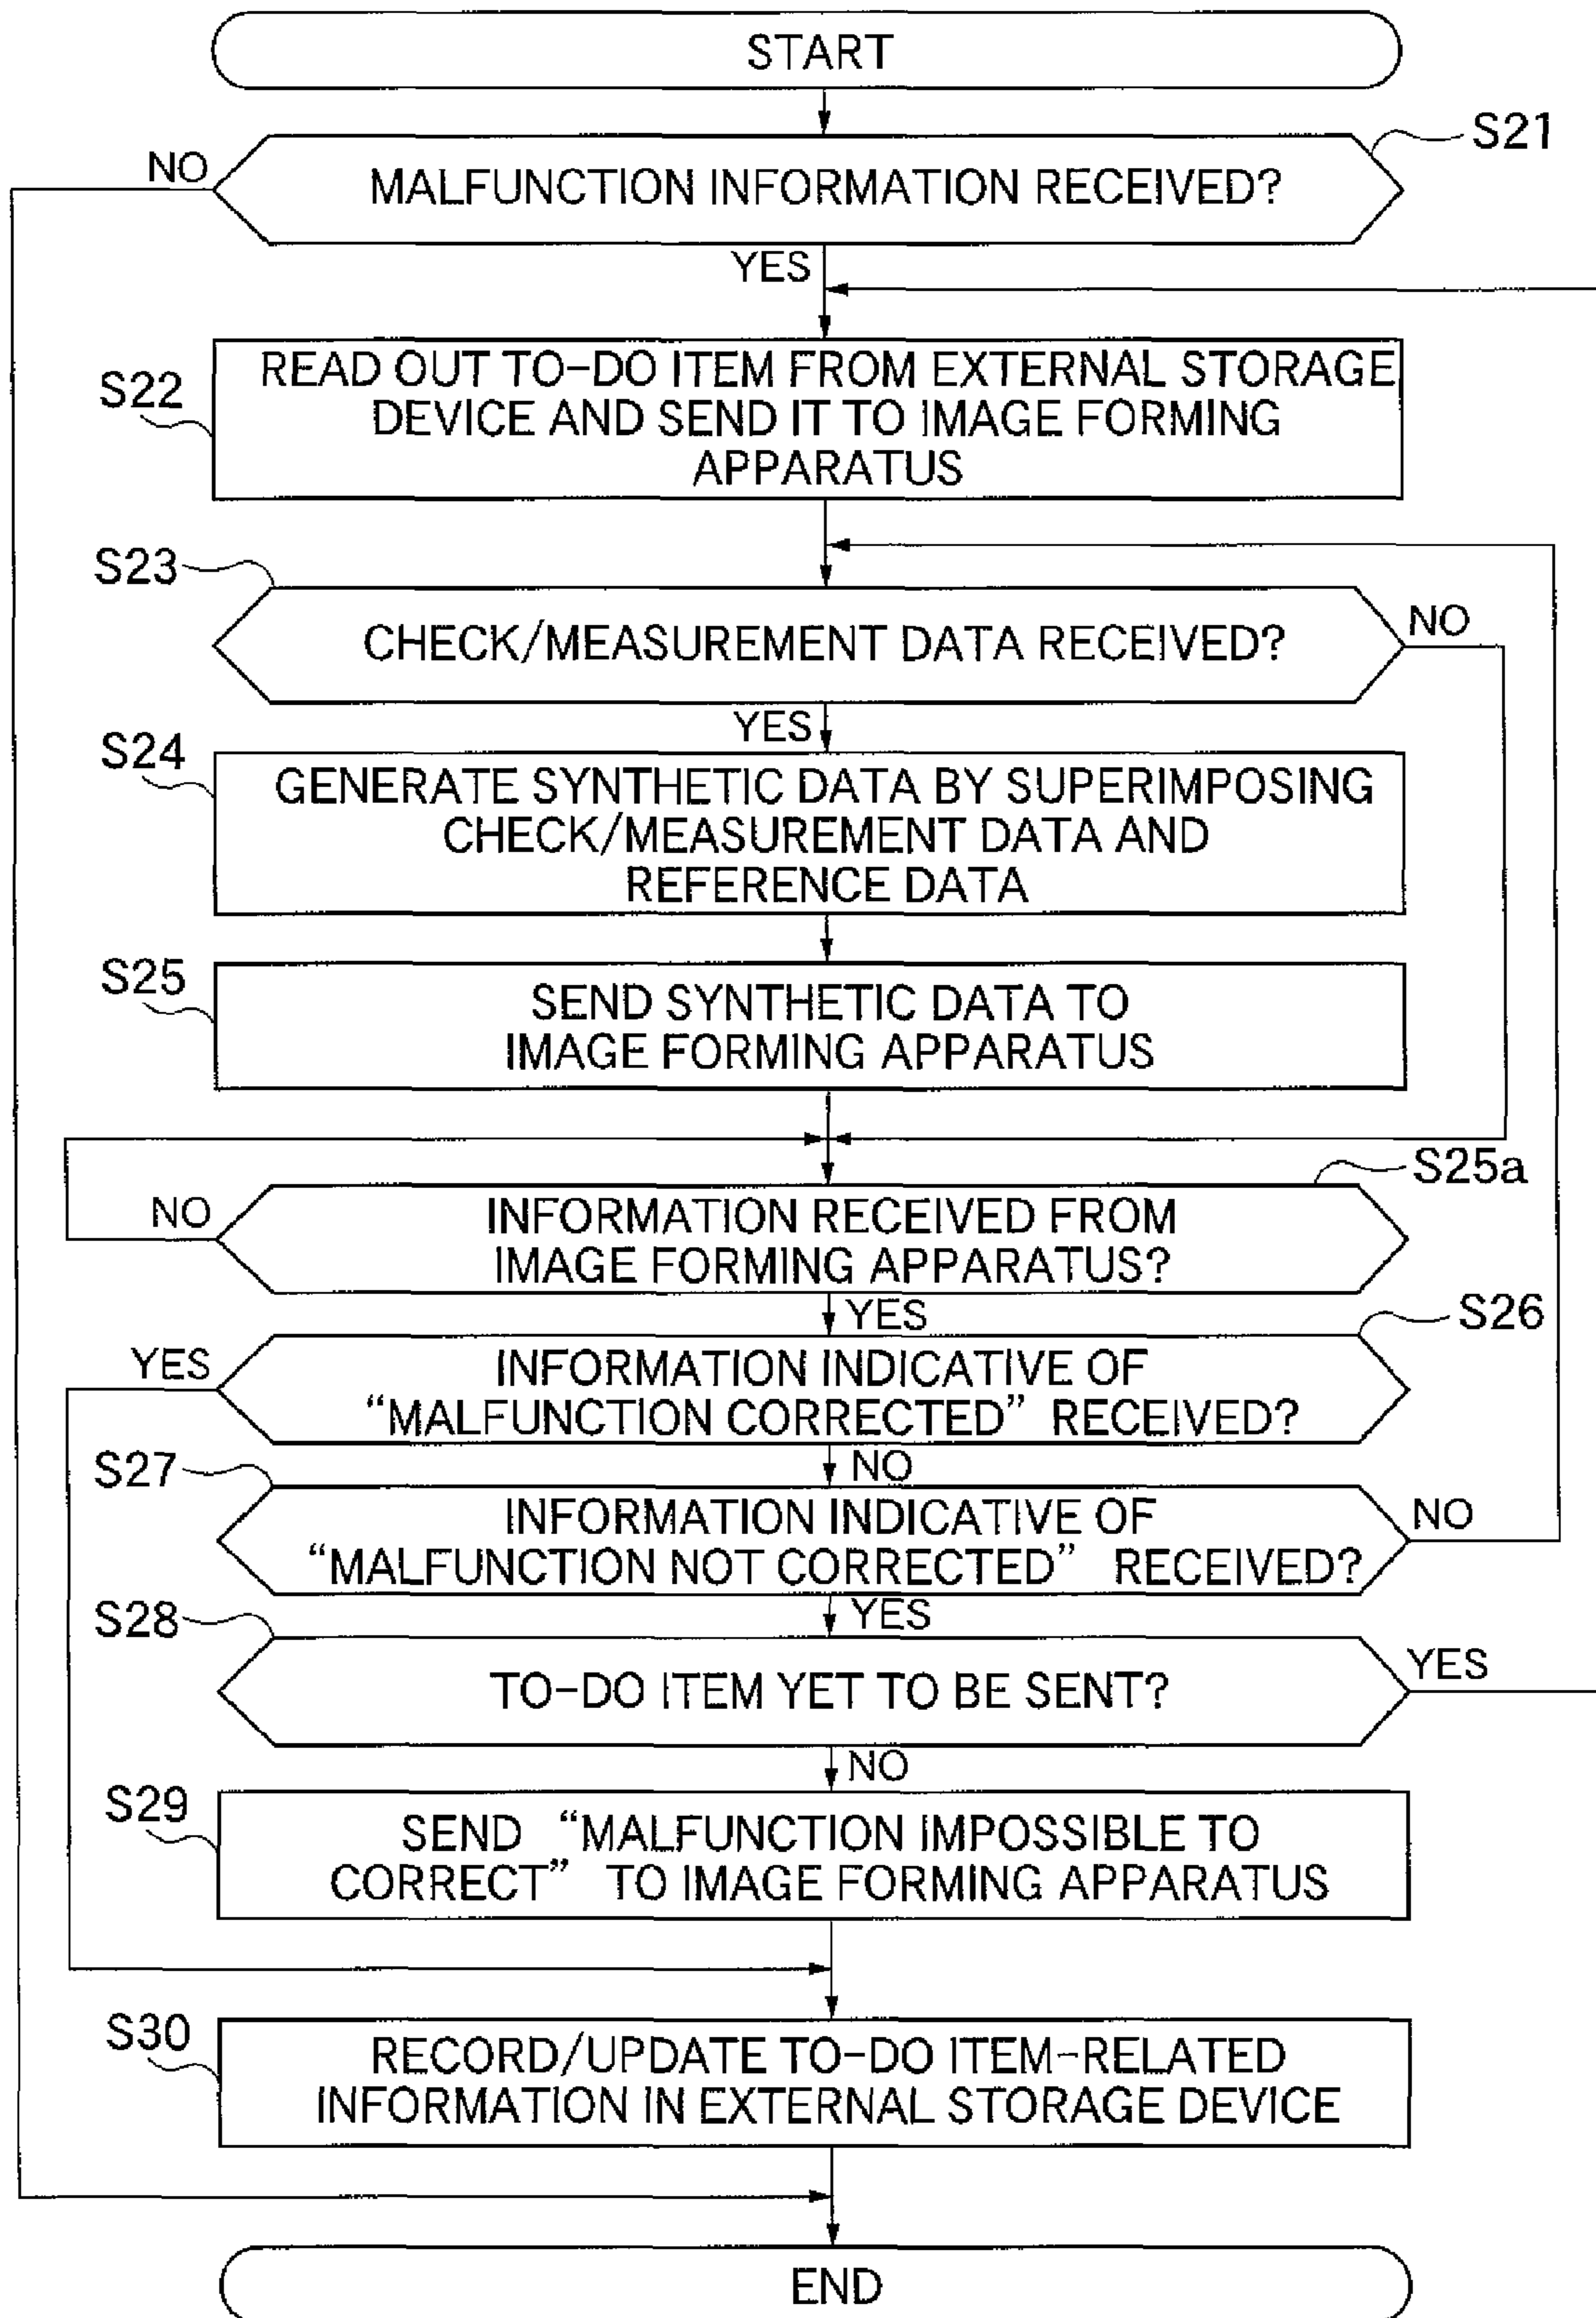 START
S21
NO
MALFUNCTION INFORMATION RECEIVED?
YES
S22
READ OUT TO-DO ITEM FROM EXTERNAL STORAGE
DEVICE AND SEND IT TO IMAGE FORMING
APPARATUS
S23
CHECK/MEASUREMENT DATA RECEIVED?
NO
YES
S24
GENERATE SYNTHETIC DATA BY SUPERIMPOSING
CHECK/MEASUREMENT DATA AND
REFERENCE DATA
S25
SEND SYNTHETIC DATA TO
IMAGE FORMING APPARATUS
S25a
NO
INFORMATION RECEIVED FROM
IMAGE FORMING APPARATUS?
YES
S26
YES
INFORMATION INDICATIVE OF
“MALFUNCTION CORRECTED” RECEIVED?
NO
S27
INFORMATION INDICATIVE OF
“MALFUNCTION NOT CORRECTED” RECEIVED?
NO
YES
S28
TO-DO ITEM YET TO BE SENT?
YES
NO
S29
SEND “MALFUNCTION IMPOSSIBLE TO
CORRECT” TO IMAGE FORMING APPARATUS
S30
RECORD/UPDATE TO-DO ITEM-RELATED
INFORMATION IN EXTERNAL STORAGE DEVICE
END